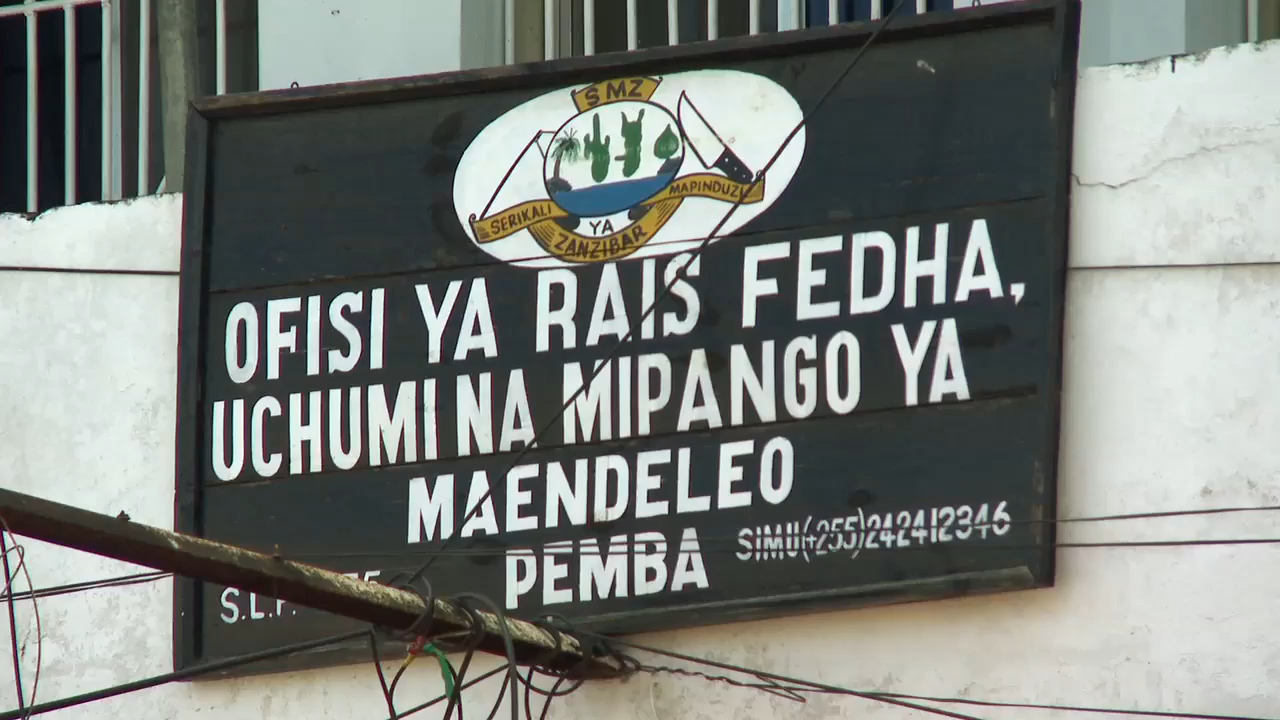 SMZ
SERIKALI YA MAPINDUZI
ZANZIBAR
OFISI YA RAIS FEDHA,
UCHUMI NA MIPANGO YA
MAENDELEO
PEMBA
SIMU(+255)242412346